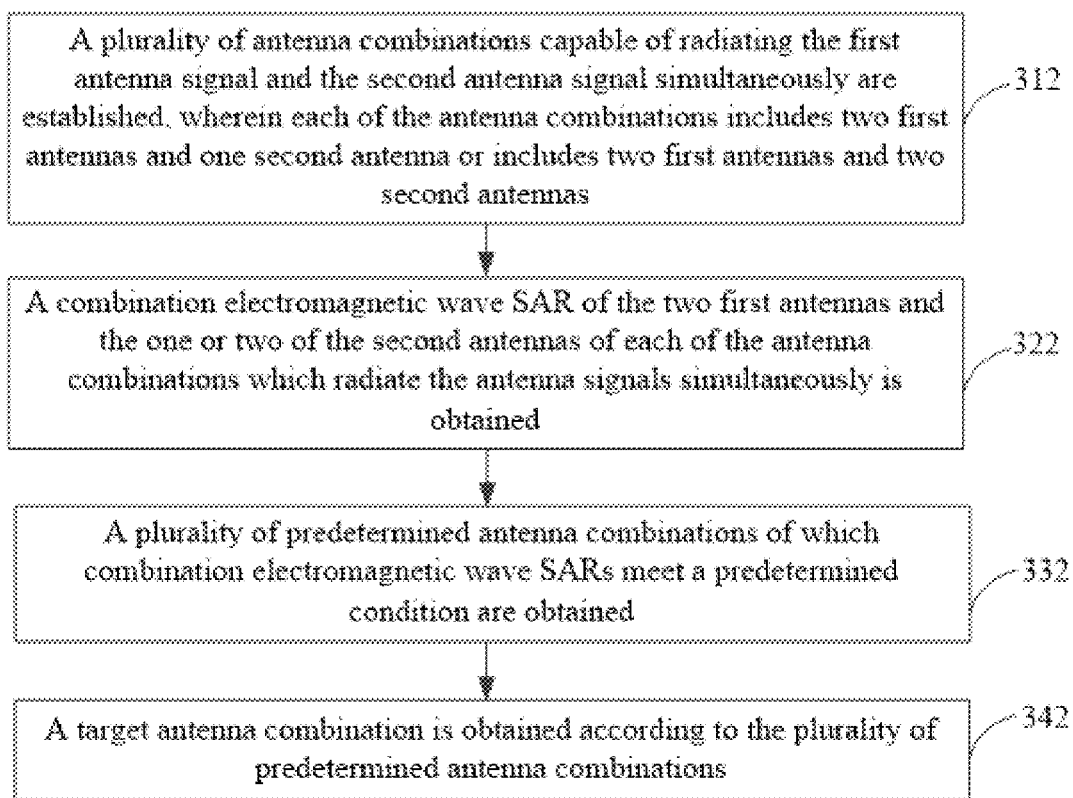 A plurality of antenna combinations capable of radiating the first
antenna signal and the second antenna signal simultaneously are
established, wherein each of the antenna combinations includes two first
antennas and one second antenna or includes two first antennas and two
second antennas
312
A combination electromagnetic wave SAR of the two first antennas and
the one or two of the second antennas of each of the antenna
combinations which radiate the antenna signals simultaneously is
obtained
322
A plurality of predetermined antenna combinations of which
combination electromagnetic wave SARs meet a predetermined
condition are obtained
332
A target antenna combination is obtained according to the plurality of
predetermined antenna combinations
342